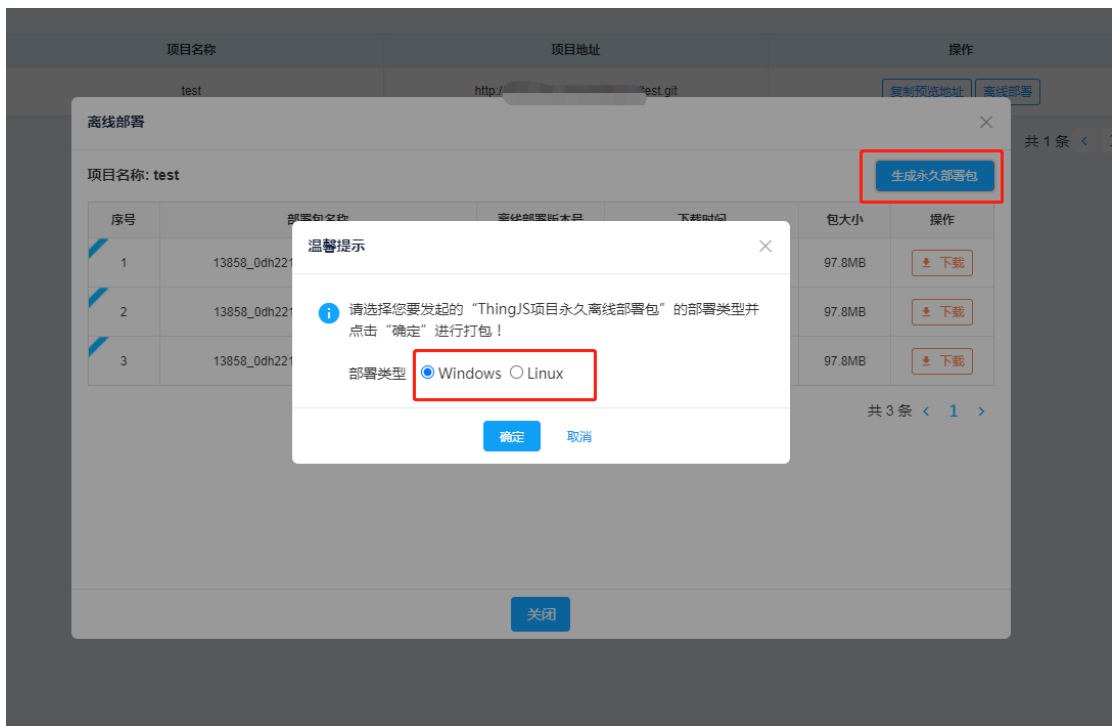 项目名称 项目地址 操作
test http:/ est.git 复制预览地址 离线部署
离线部署
共 1 条 <
项目名称: test 生成永久部署包
序号 部署包名称 离线部署版本号 下载时间 包大小 操作
温馨提示
1 13858_0dh221 97.8MB 下载
请选择您要发起的“ThingJS项目永久离线部署包”的部署类型并
2 13858_0dh221 97.8MB 下载
点击“确定”进行打包！
3 13858_0dh221 97.8MB 下载
部署类型 Windows Linux
共 3 条 < 1 >
确定 取消
关闭